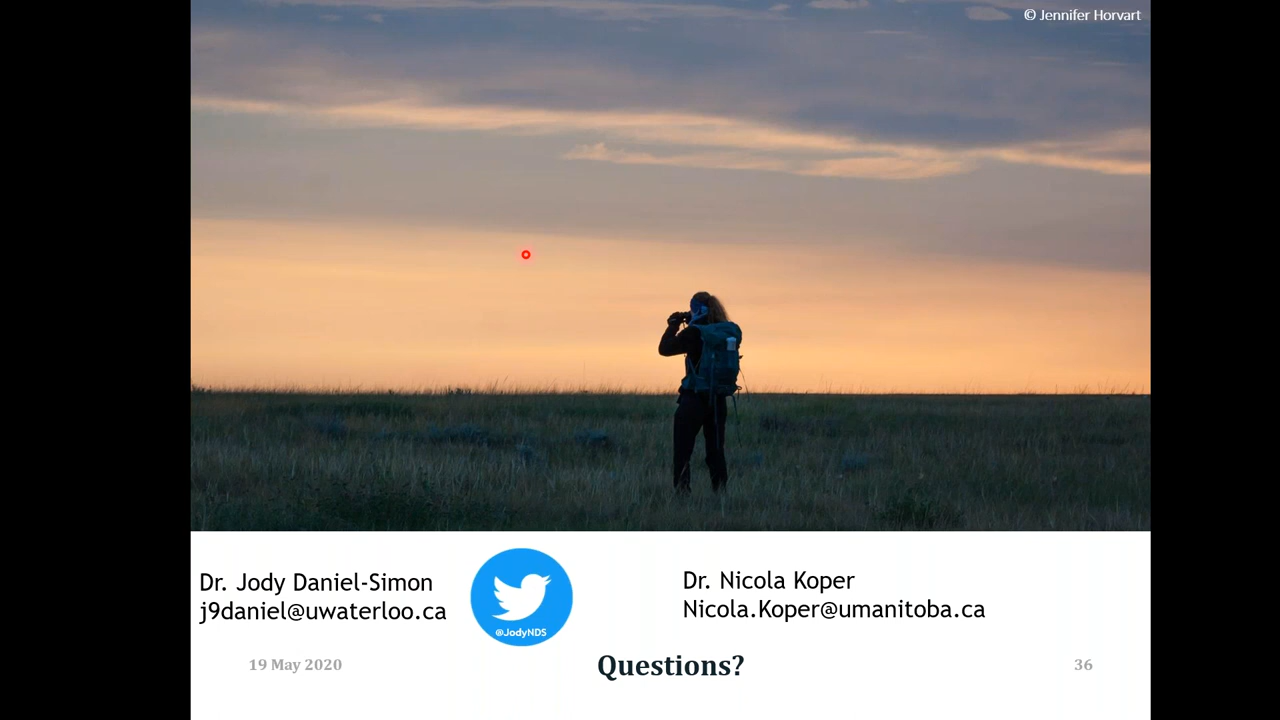 © Jennifer Horvart
Dr. Jody Daniel-Simon
j9daniel@uwaterloo.ca
@JodyNDS
Dr. Nicola Koper
Nicola.Koper@umanitoba.ca
19 May 2020
Questions?
36